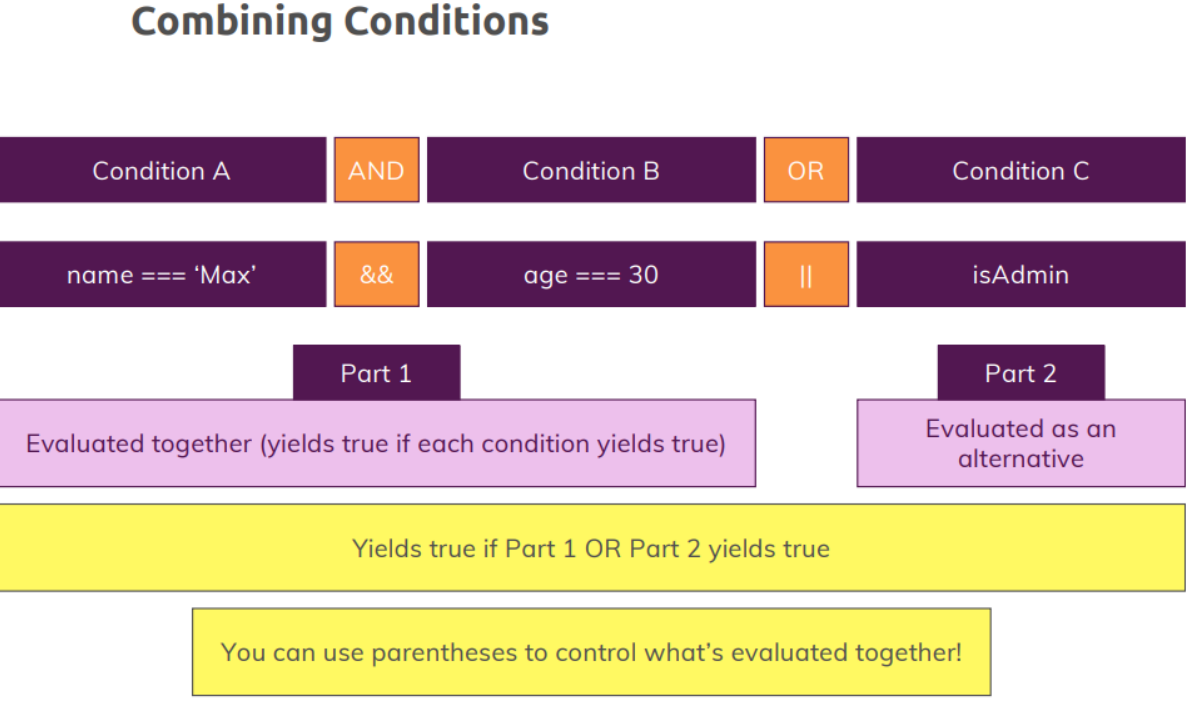 Combining Conditions
Condition A AND Condition B OR Condition C
name === ‘Max’ && age === 30 || isAdmin
Part 1 Part 2
Evaluated together (yields true if each condition yields true)
Evaluated as an
alternative
Yields true if Part 1 OR Part 2 yields true
You can use parentheses to control what’s evaluated together!